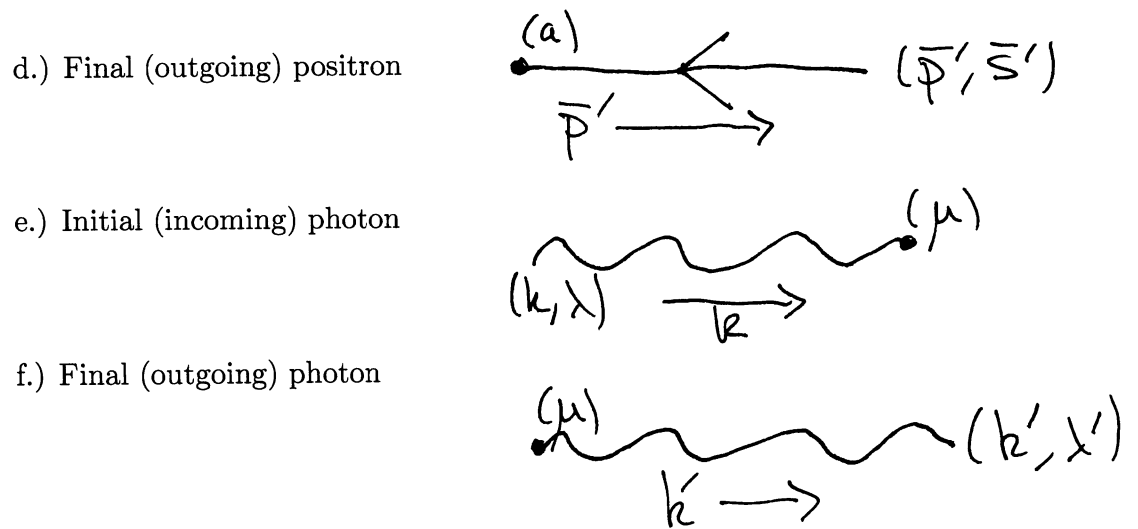 (a)
d.) Final (outgoing) positron (p̄′, s̄′)
p̄′
e.) Initial (incoming) photon (μ)
(k, λ) k
f.) Final (outgoing) photon
(μ) (k′, λ′)
k′